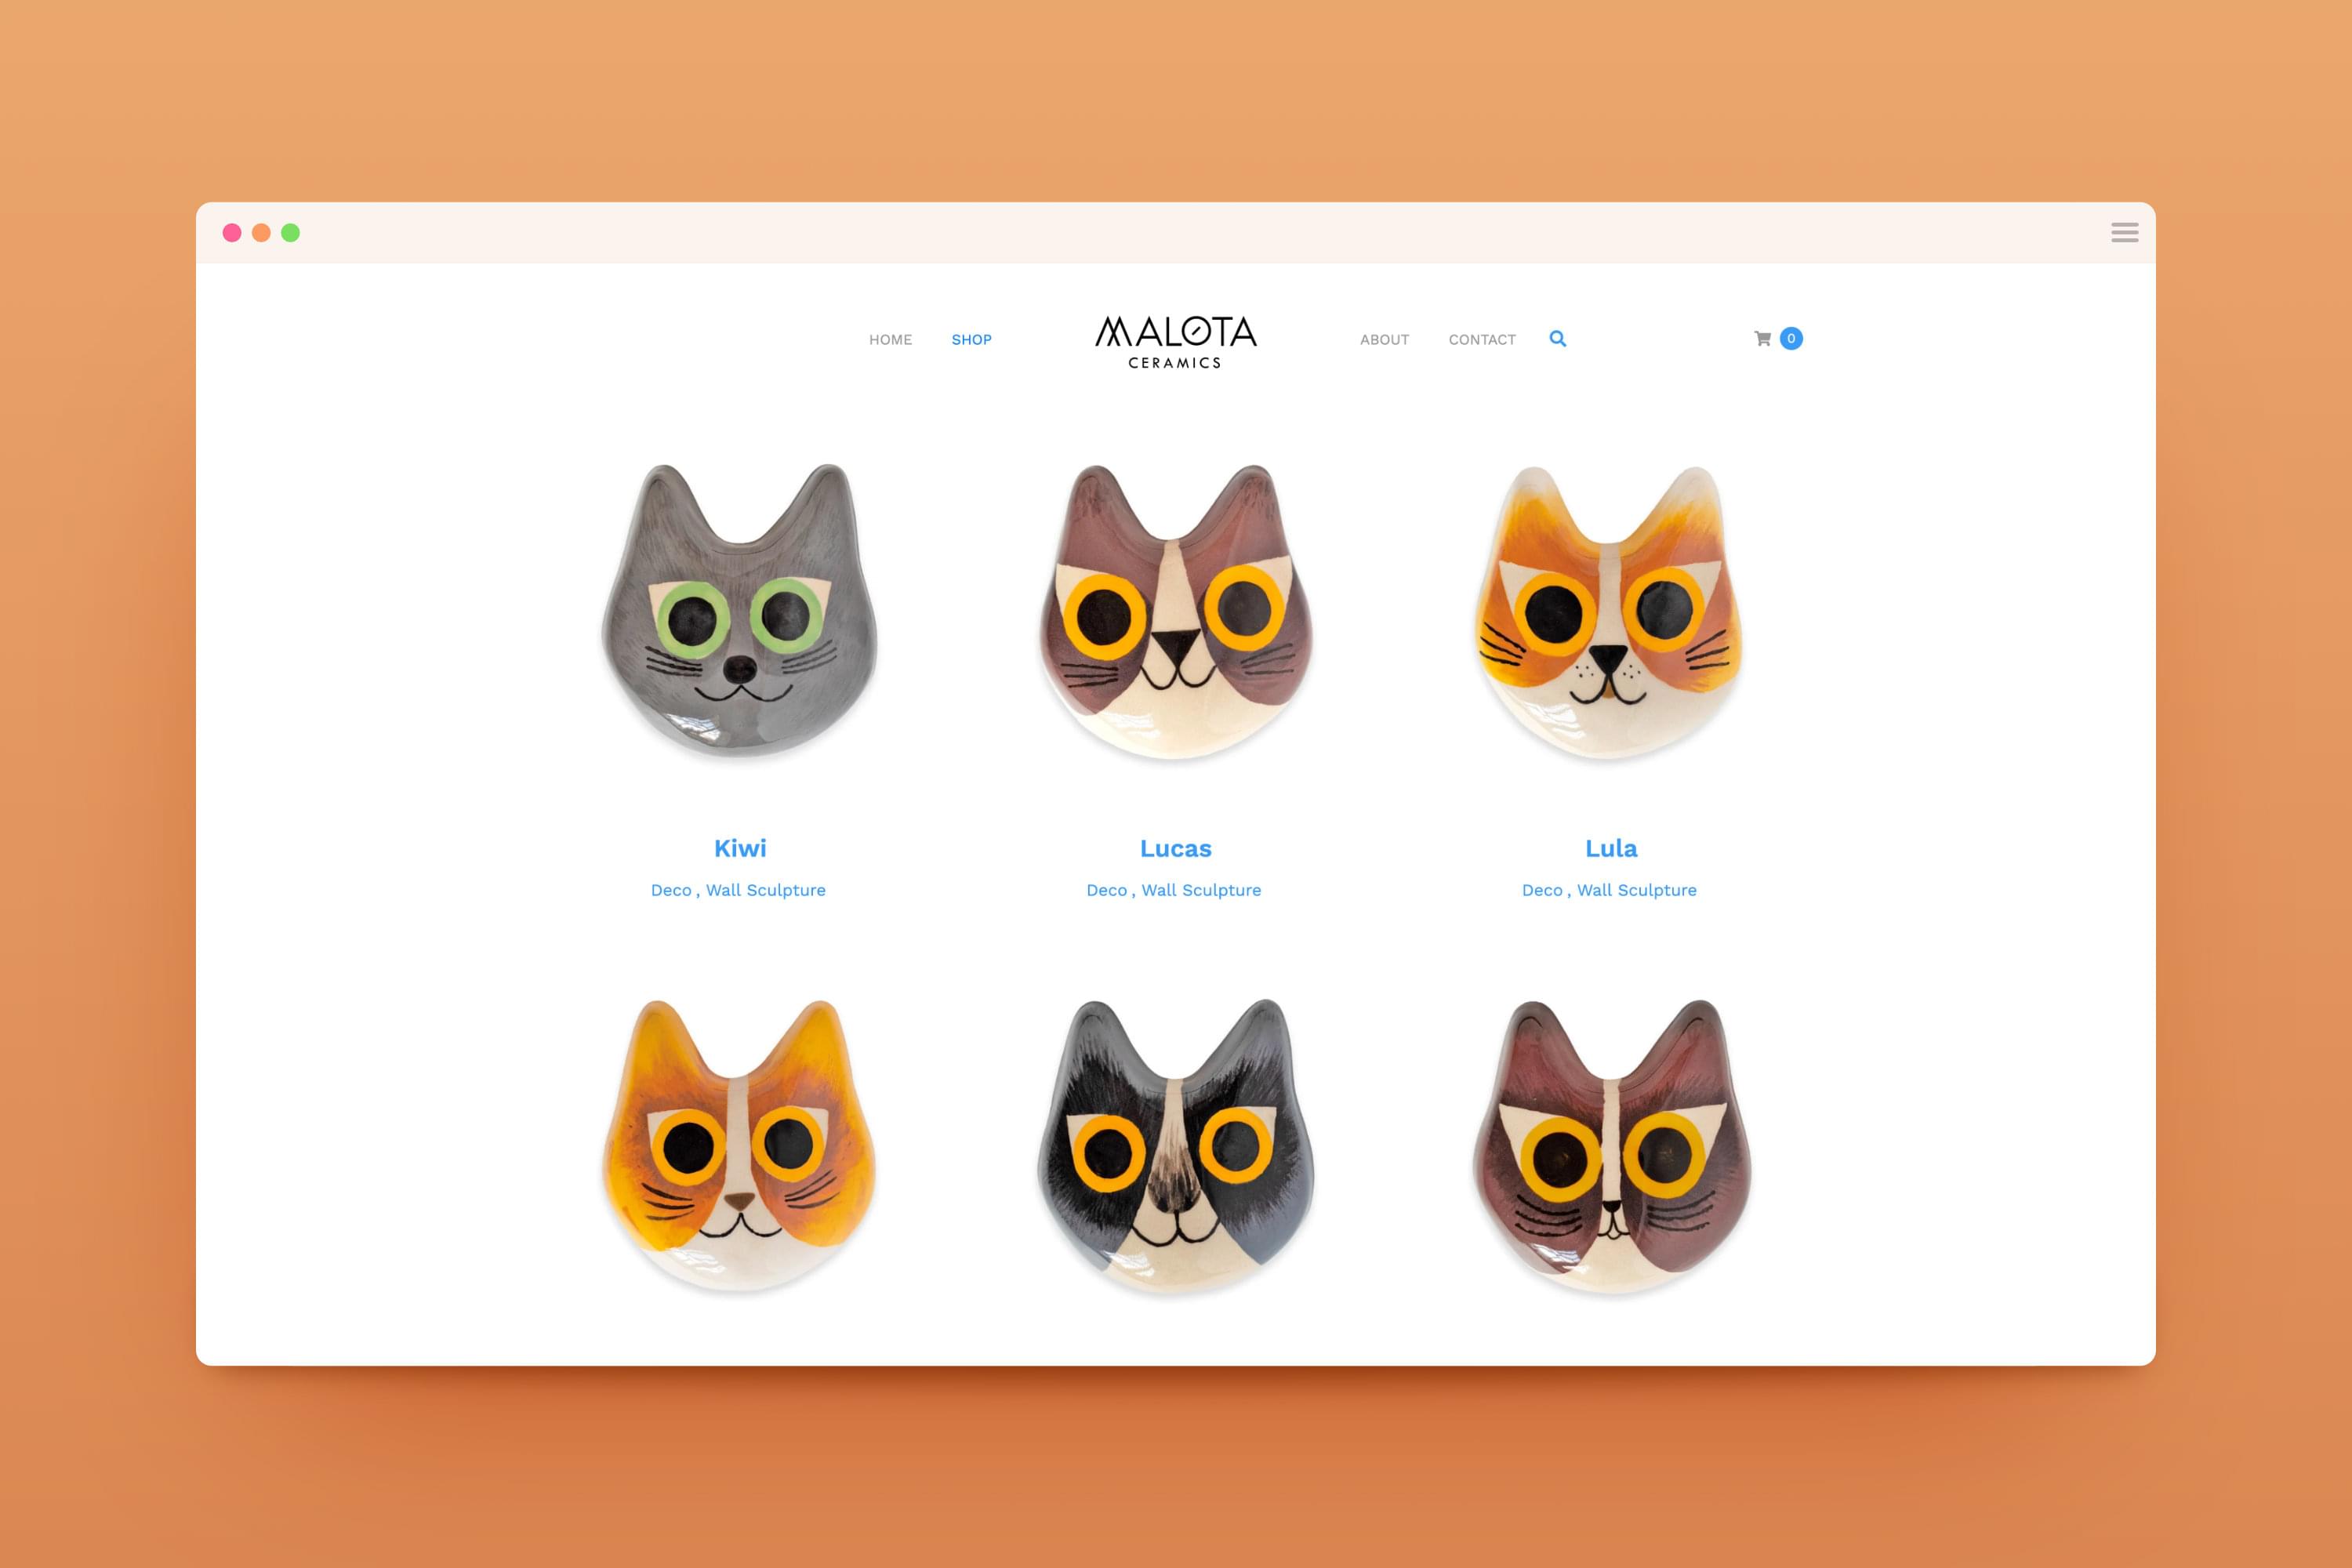 HOME SHOP MALOTA ABOUT CONTACT 0
CERAMICS
Kiwi Lucas Lula
Deco , Wall Sculpture Deco , Wall Sculpture Deco , Wall Sculpture